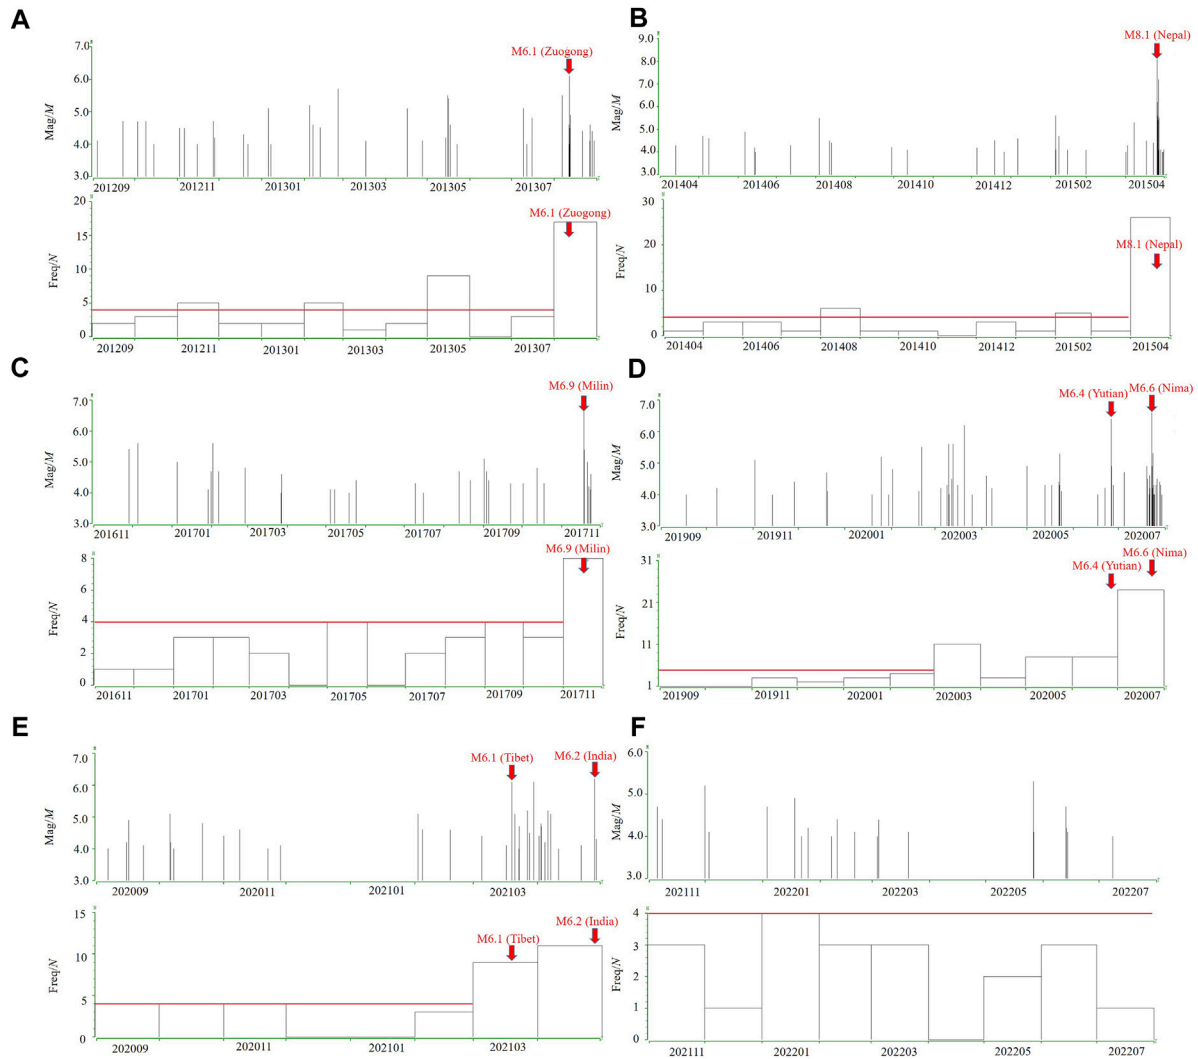 A
M6.1 (Zuogong)
7.0
6.0
5.0
4.0
3.0
Mag/M
201209 201211 201301 201303 201305 201307
M6.1 (Zuogong)
20
15
10
5
0
Freq/N
201209 201211 201301 201303 201305 201307
B
M8.1 (Nepal)
9.0
8.0
7.0
6.0
5.0
4.0
3.0
Mag/M
201404 201406 201408 201410 201412 201502 201504
M8.1 (Nepal)
30
20
10
0
Freq/N
201404 201406 201408 201410 201412 201502 201504
C
M6.9 (Milin)
7.0
6.0
5.0
4.0
3.0
Mag/M
201611 201701 201703 201705 201707 201709 201711
M6.9 (Milin)
8
6
4
2
0
Freq/N
201611 201701 201703 201705 201707 201709 201711
D
M6.4 (Yutian) M6.6 (Nima)
7.0
6.0
5.0
4.0
3.0
Mag/M
201909 201911 202001 202003 202005 202007
M6.4 (Yutian) M6.6 (Nima)
31
21
11
1
Freq/N
201909 201911 202001 202003 202005 202007
E
M6.1 (Tibet) M6.2 (India)
7.0
6.0
5.0
4.0
3.0
Mag/M
202009 202011 202101 202103
M6.1 (Tibet) M6.2 (India)
15
10
5
0
Freq/N
202009 202011 202101 202103
F
6.0
5.0
4.0
3.0
Mag/M
202111 202201 202203 202205 202207
4
3
2
1
0
Freq/N
202111 202201 202203 202205 202207